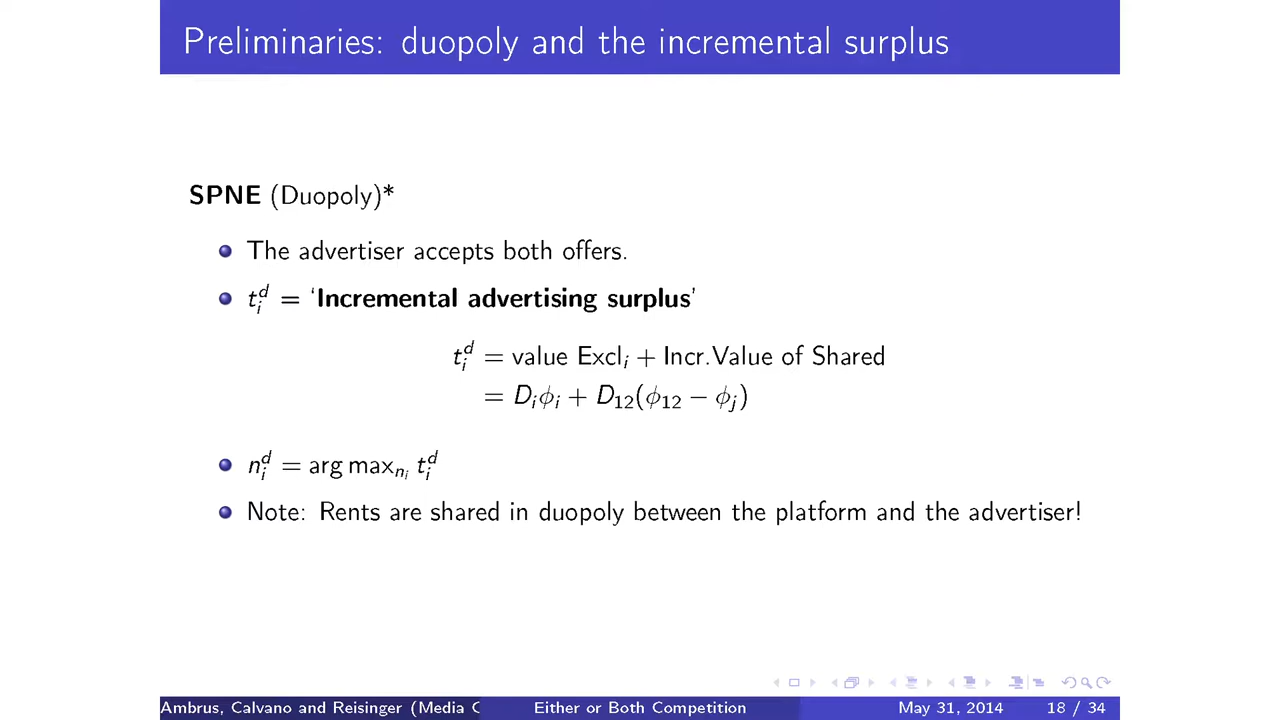 Preliminaries: duopoly and the incremental surplus
SPNE (Duopoly)*
The advertiser accepts both offers.
t_i^d = ‘Incremental advertising surplus’
t_i^d = value Excl_i + Incr.Value of Shared
= D_iϕ_i + D_12(ϕ_12 − ϕ_j)
n_i^d = arg max_{n_i} t_i^d
Note: Rents are shared in duopoly between the platform and the advertiser!
Ambrus, Calvano and Reisinger (Media C Either or Both Competition May 31, 2014 18 / 34